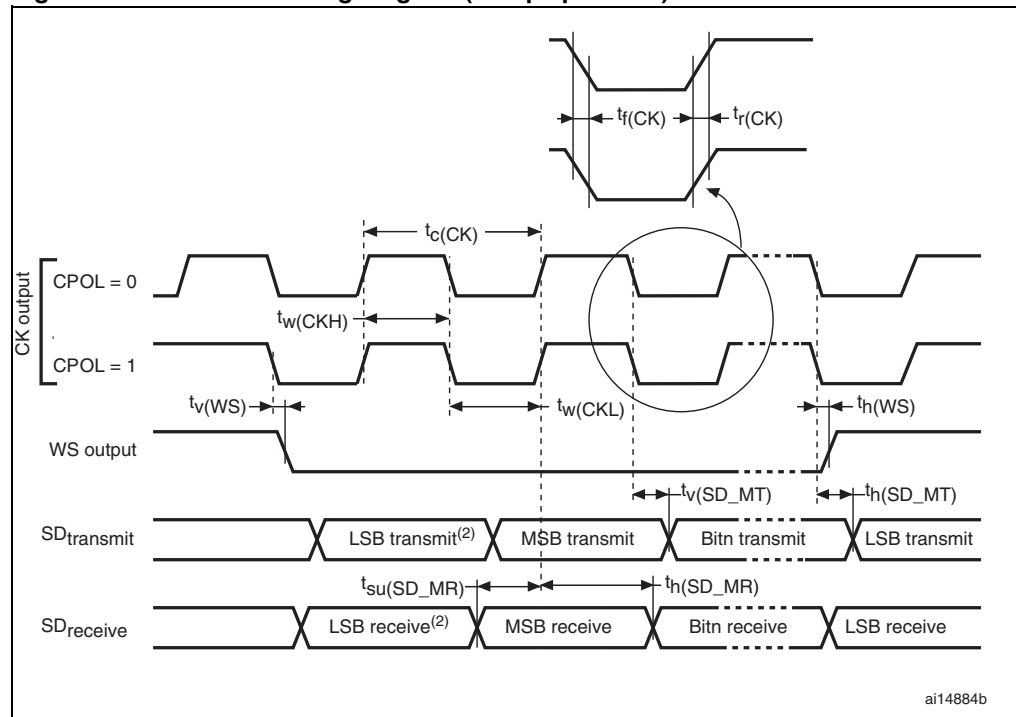 tf(CK)
tr(CK)
tc(CK)
CK output
CPOL = 0
tw(CKH)
CPOL = 1
tv(WS)
tw(CKL)
th(WS)
WS output
tv(SD_MT)
th(SD_MT)
SDtransmit
LSB transmit(2)
MSB transmit
Bitn transmit
LSB transmit
tsu(SD_MR)
th(SD_MR)
SDreceive
LSB receive(2)
MSB receive
Bitn receive
LSB receive
ai14884b